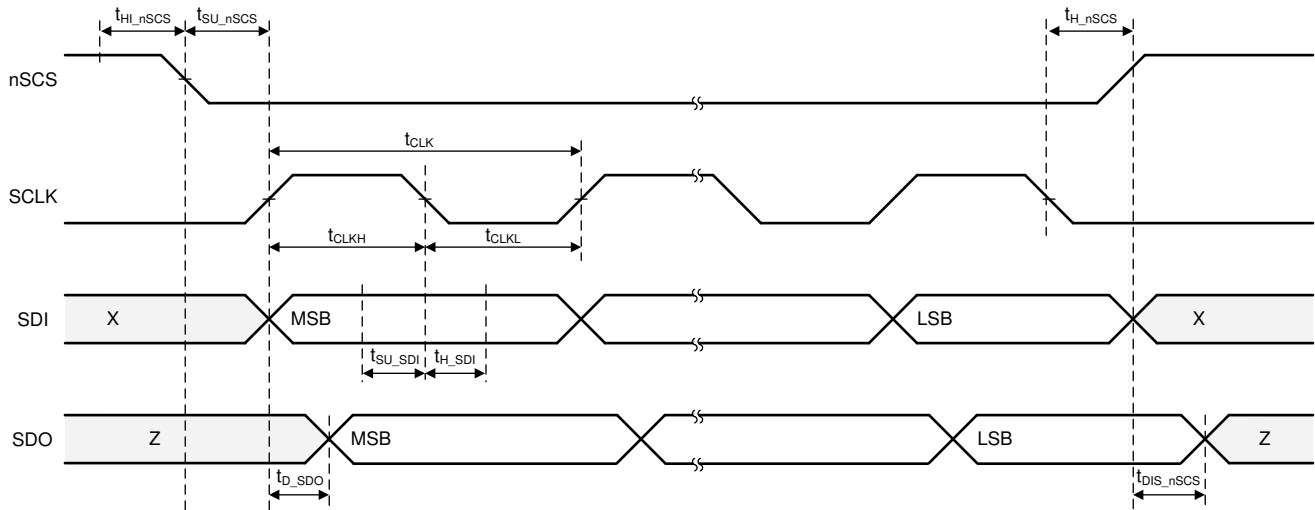 tHI_nSCS tSU_nSCS tH_nSCS
nSCS
tCLK
SCLK
tCLKH tCLKL
SDI X MSB LSB X
tSU_SDI tH_SDI
SDO Z MSB LSB Z
tD_SDO tDIS_nSCS